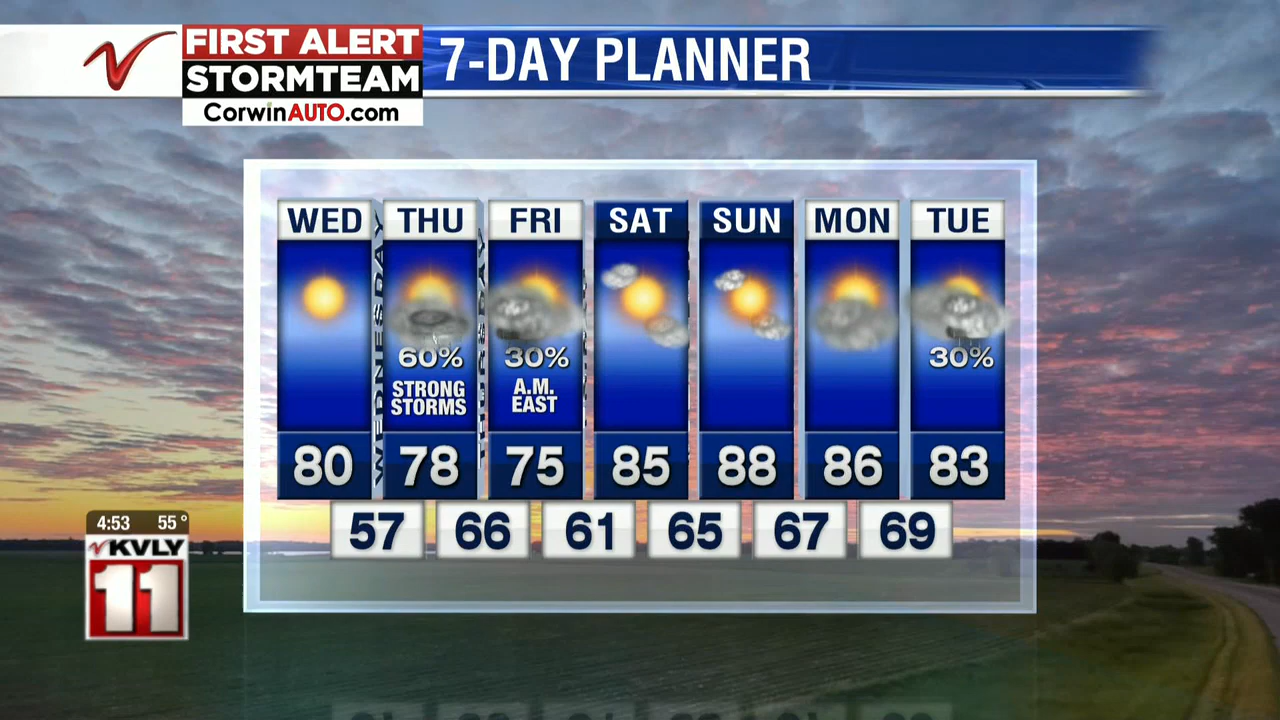 FIRST ALERT
STORMTEAM
CorwinAUTO.com
7-DAY PLANNER
WED THU FRI SAT SUN MON TUE
WEDNESDAY
THURSDAY
60% 30% 30%
STRONG
STORMS
A.M.
EAST
80 78 75 85 88 86 83
57 66 61 65 67 69
4:53 55°
KVLY
11